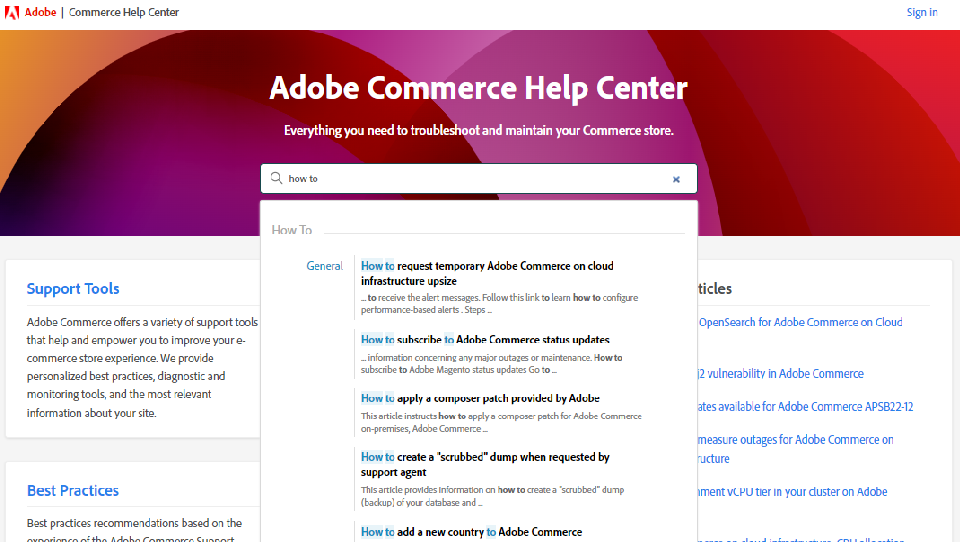 Adobe | Commerce Help Center
Sign in
Adobe Commerce Help Center
Everything you need to troubleshoot and maintain your Commerce store.
how to
How To
General
How to request temporary Adobe Commerce on cloud
infrastructure upsize
... to receive the alert messages. Follow this link to learn how to configure
performance-based alerts . Steps ...
How to subscribe to Adobe Commerce status updates
... information concerning any major outages or maintenance. How to
subscribe to Adobe Magento status updates Go to ...
How to apply a composer patch provided by Adobe
This article instructs how to apply a composer patch for Adobe Commerce
on-premises, Adobe Commerce ...
How to create a "scrubbed" dump when requested by
support agent
This article provides information on how to create a "scrubbed" dump
(backup) of your database and ...
How to add a new country to Adobe Commerce
Support Tools
Adobe Commerce offers a variety of support tools
that help and empower you to improve your e-
commerce store experience. We provide
personalized best practices, diagnostic and
monitoring tools, and the most relevant
information about your site.
Best Practices
Best practices recommendations based on the
experience of the Adobe Commerce Support
ticles
OpenSearch for Adobe Commerce on Cloud
j2 vulnerability in Adobe Commerce
ates available for Adobe Commerce APSB22-12
measure outages for Adobe Commerce on
ructure
ment vCPU tier in your cluster on Adobe
cloud infrastructure, CPU allocation